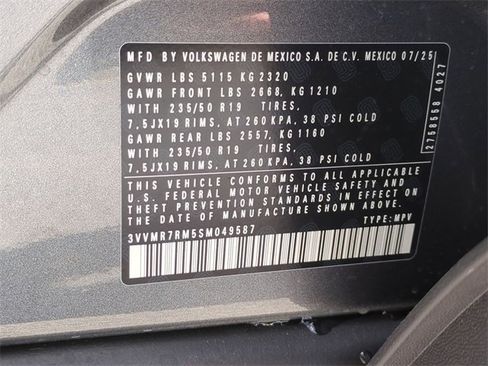 MFD BY VOLKSWAGEN DE MEXICO S.A. DE C.V. MEXICO 07/25
GVWR LBS 5115 KG 2320
GAWR FRONT LBS 2668, KG 1210
WITH 235/50 R19 TIRES,
7,5JX19 RIMS, AT 260 KPA, 38 PSI COLD
GAWR REAR LBS 2557, KG 1160
WITH 235/50 R19 TIRES,
7,5JX19 RIMS, AT 260 KPA, 38 PSI COLD
THIS VEHICLE CONFORMS TO ALL APPLICABLE
U.S. FEDERAL MOTOR VEHICLE SAFETY AND
THEFT PREVENTION STANDARDS IN EFFECT ON
THE DATE OF MANUFACTURE SHOWN ABOVE
3VVMR7RM5SM049587 TYPE: MPV
2758558 4027